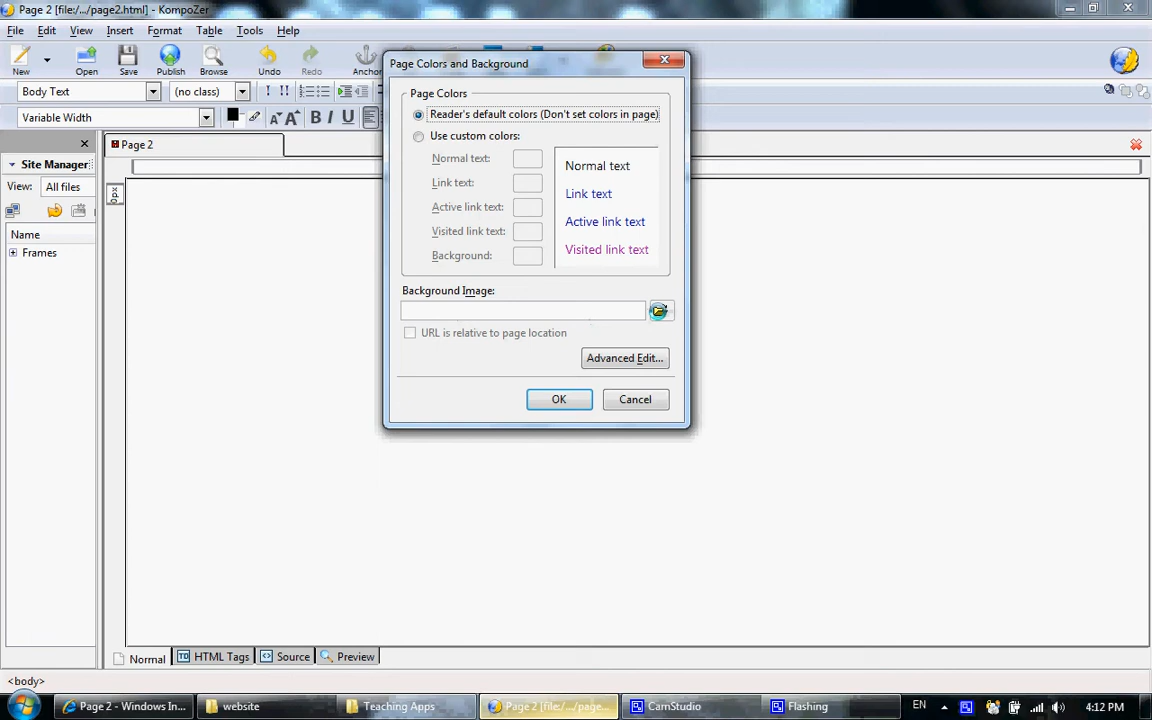 Page 2 [file:/.../page2.html] - KompoZer
File Edit View Insert Format Table Tools Help
New Open Save Publish Browse Undo Redo Anchor
Body Text (no class) ! !!
Variable Width A A B I U
Page Colors and Background
Page Colors
Reader's default colors (Don't set colors in page)
Use custom colors:
Normal text:
Link text:
Active link text:
Visited link text:
Background:
Normal text
Link text
Active link text
Visited link text
Background Image:
URL is relative to page location
Advanced Edit...
OK Cancel
Page 2
Site Manager
View: All files
Name
Frames
0px
Normal TD HTML Tags Source Preview
<body>
Page 2 - Windows In... website Teaching Apps Page 2 [file:/.../page... CamStudio Flashing EN 4:12 PM